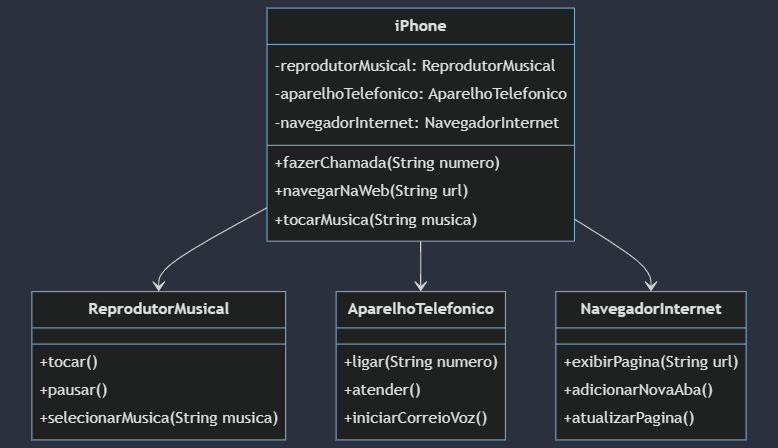 iPhone
-reprodutorMusical: ReprodutorMusical
-aparelhoTelefonico: AparelhoTelefonico
-navegadorInternet: NavegadorInternet
+fazerChamada(String numero)
+navegarNaWeb(String url)
+tocarMusica(String musica)
ReprodutorMusical
+tocar()
+pausar()
+selecionarMusica(String musica)
AparelhoTelefonico
+ligar(String numero)
+atender()
+iniciarCorreioVoz()
NavegadorInternet
+exibirPagina(String url)
+adicionarNovaAba()
+atualizarPagina()